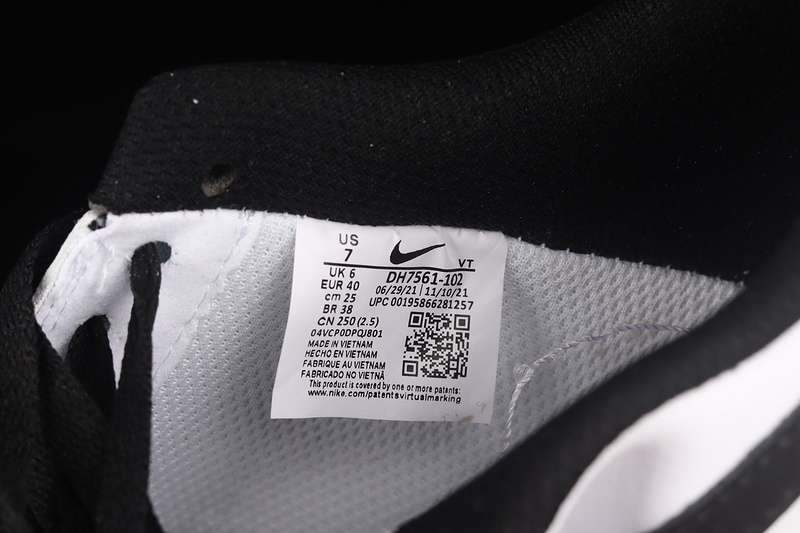 US
7
VT
UK 6
EUR 40
cm 25
BR 38
CN 250 (2.5)
DH7561-102
06/29/21 | 11/10/21
UPC 00195866281257
04VCP0DPQJ801
MADE IN VIETNAM
HECHO EN VIETNAM
FABRIQUE AU VIETNAM
FABRICADO NO VIETNÃ
This product is covered by one or more patents:
www.nike.com/patentsvirtualmarking